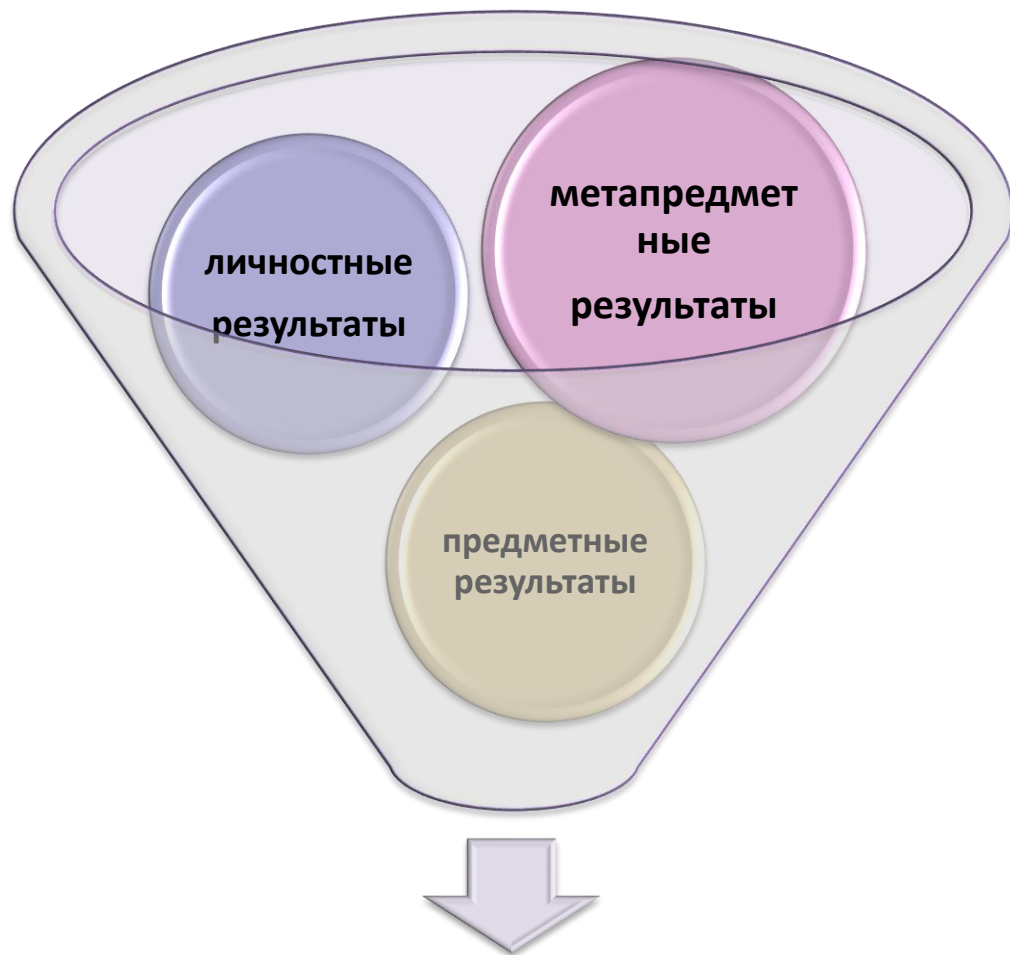 личностные
результаты
метапредмет
ные
результаты
предметные
результаты